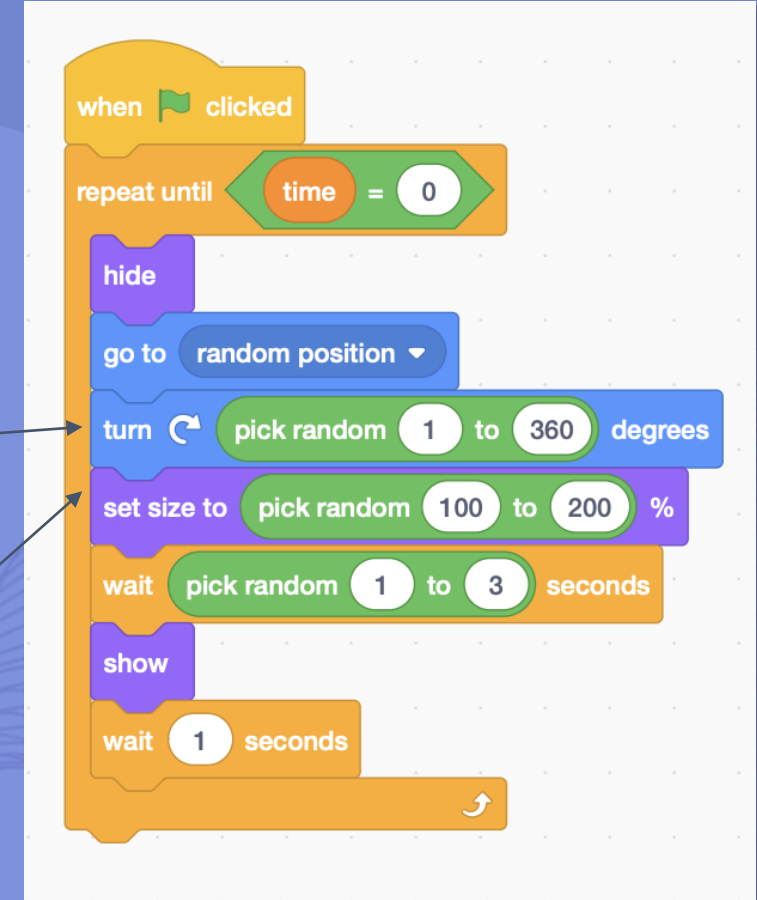 when clicked
repeat until time = 0
hide
go to random position
turn pick random 1 to 360 degrees
set size to pick random 100 to 200 %
wait pick random 1 to 3 seconds
show
wait 1 seconds